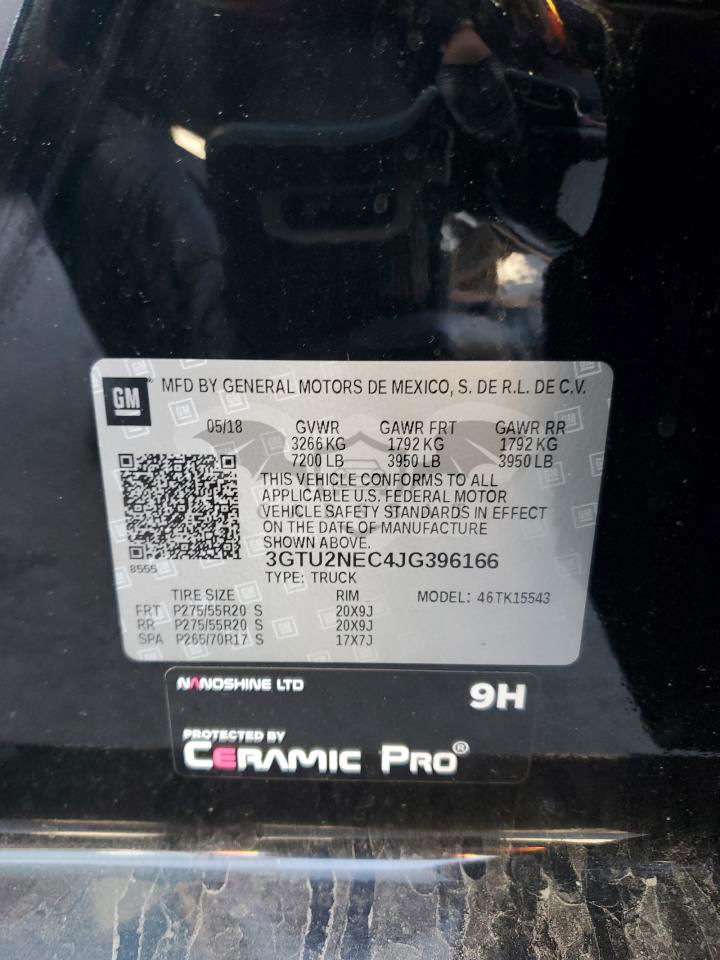 GM ® MFD BY GENERAL MOTORS DE MEXICO, S. DE R.L. DE C.V.
05/18 GVWR GAWR FRT GAWR RR
3266 KG 1792 KG 1792 KG
7200 LB 3950 LB 3950 LB
THIS VEHICLE CONFORMS TO ALL
APPLICABLE U.S. FEDERAL MOTOR
VEHICLE SAFETY STANDARDS IN EFFECT
ON THE DATE OF MANUFACTURE
SHOWN ABOVE.
8555 3GTU2NEC4JG396166
TYPE: TRUCK
TIRE SIZE RIM MODEL: 46TK15543
FRT P275/55R20 S 20X9J
RR P275/55R20 S 20X9J
SPA P265/70R17 S 17X7J
NANOSHINE LTD 9H
PROTECTED BY
CERAMIC PRO®